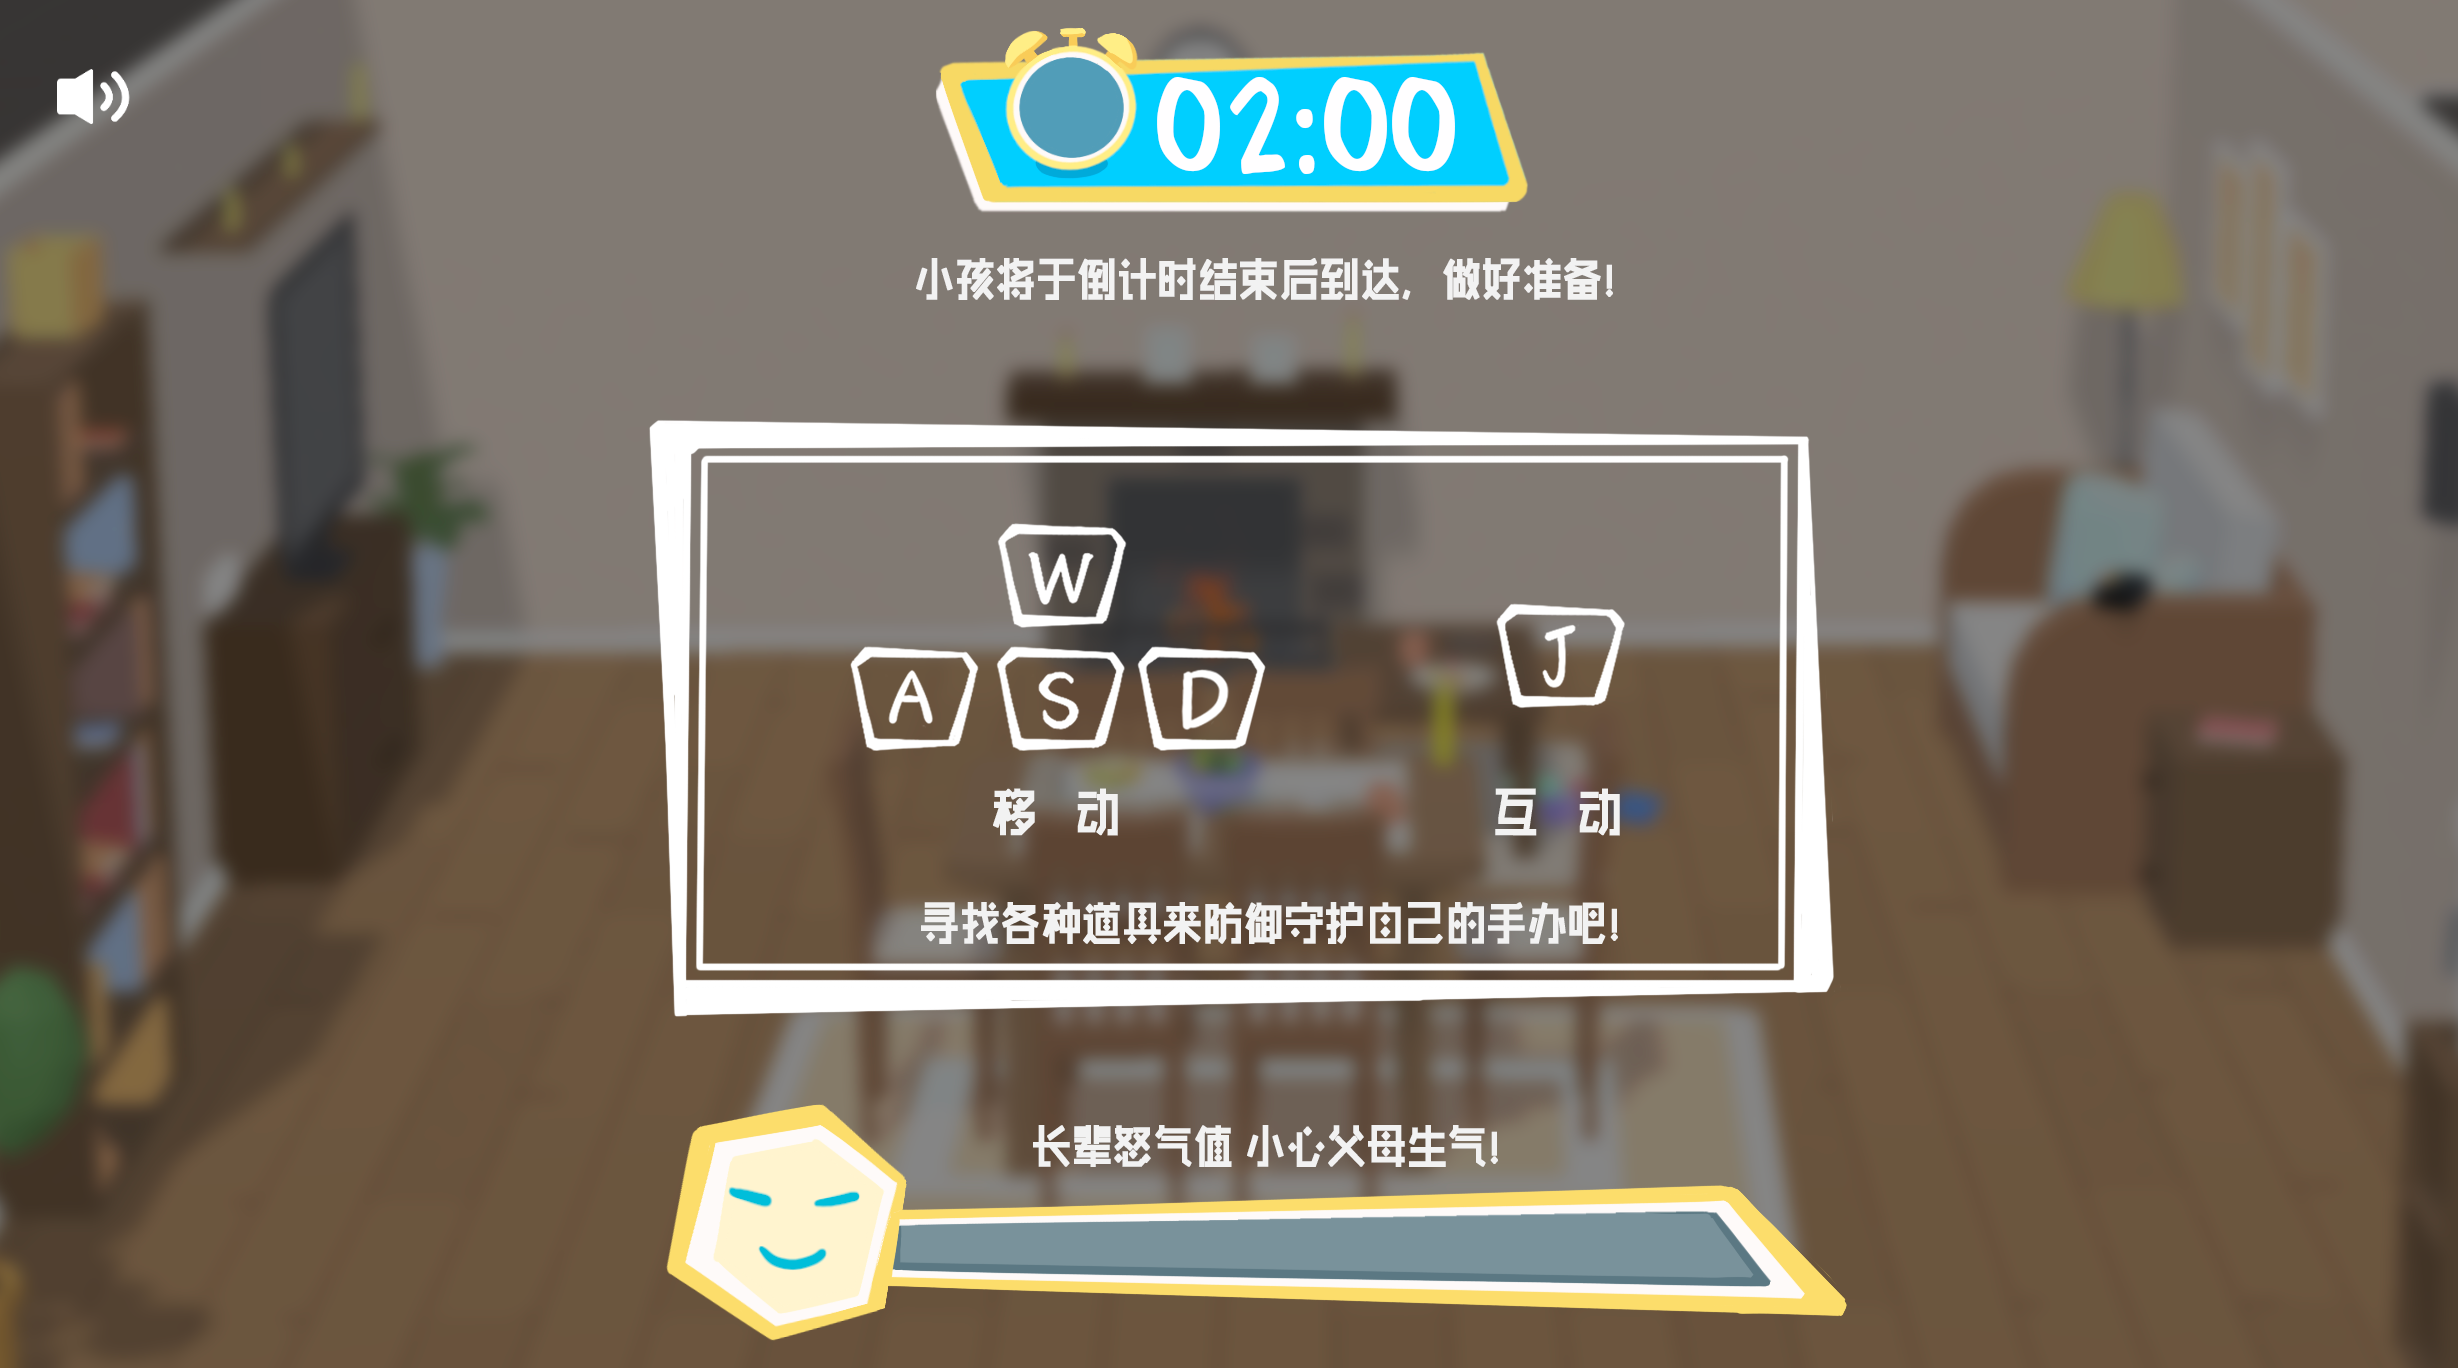 02:00
小孩将于倒计时结束后到达，做好准备!
W
A S D
J
移 动
互 动
寻找各种道具来防御守护自己的手办吧!
长辈怒气值 小心父母生气!